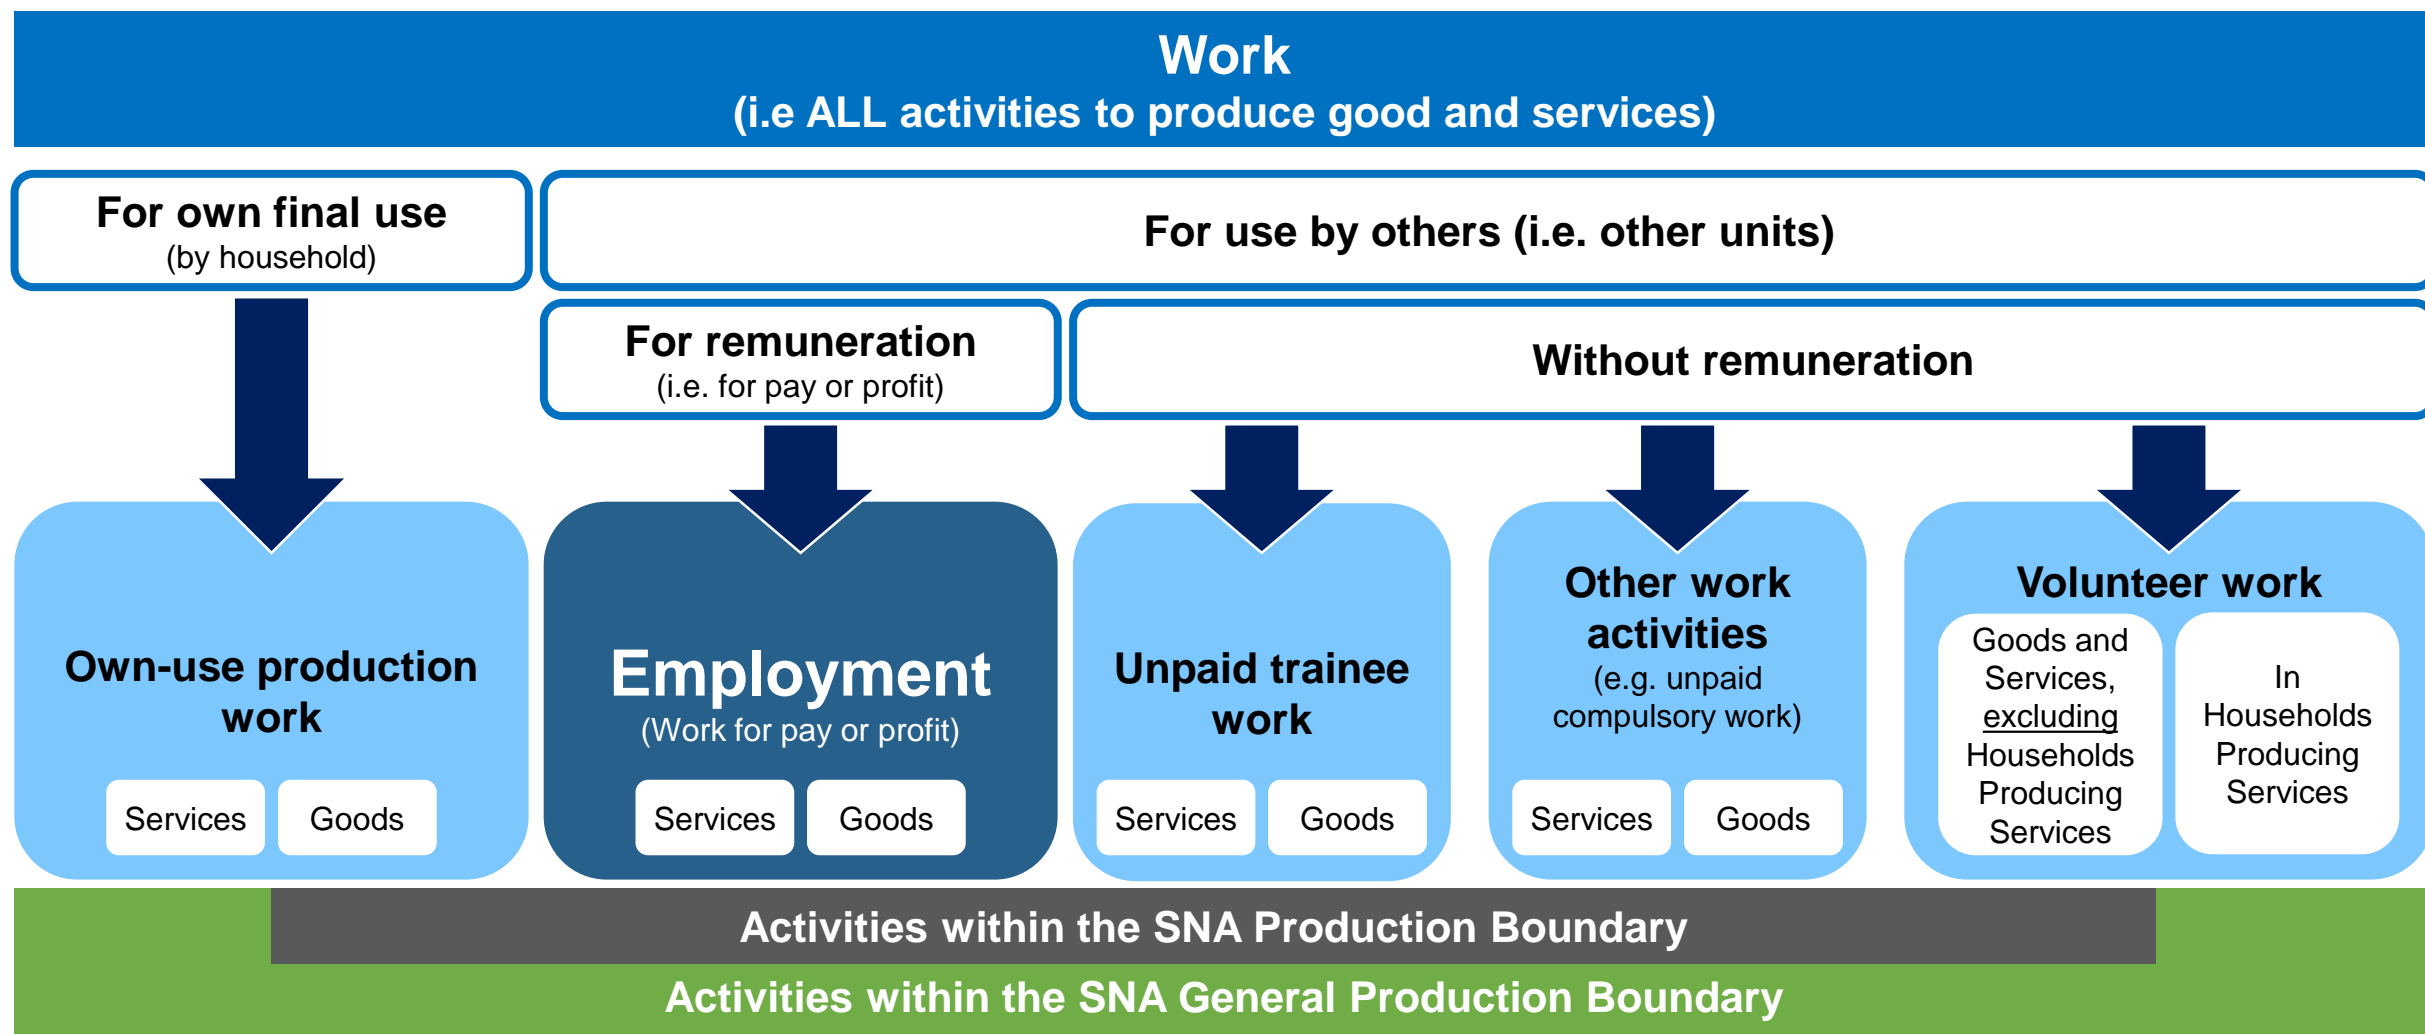 Work
(i.e ALL activities to produce good and services)
For own final use
(by household)
For use by others (i.e. other units)
For remuneration
(i.e. for pay or profit)
Without remuneration
Own-use production
work
Services
Goods
Employment
(Work for pay or profit)
Services
Goods
Unpaid trainee
work
Services
Goods
Other work
activities
(e.g. unpaid
compulsory work)
Services
Goods
Volunteer work
Goods and
Services,
excluding
Households
Producing
Services
In
Households
Producing
Services
Activities within the SNA Production Boundary
Activities within the SNA General Production Boundary